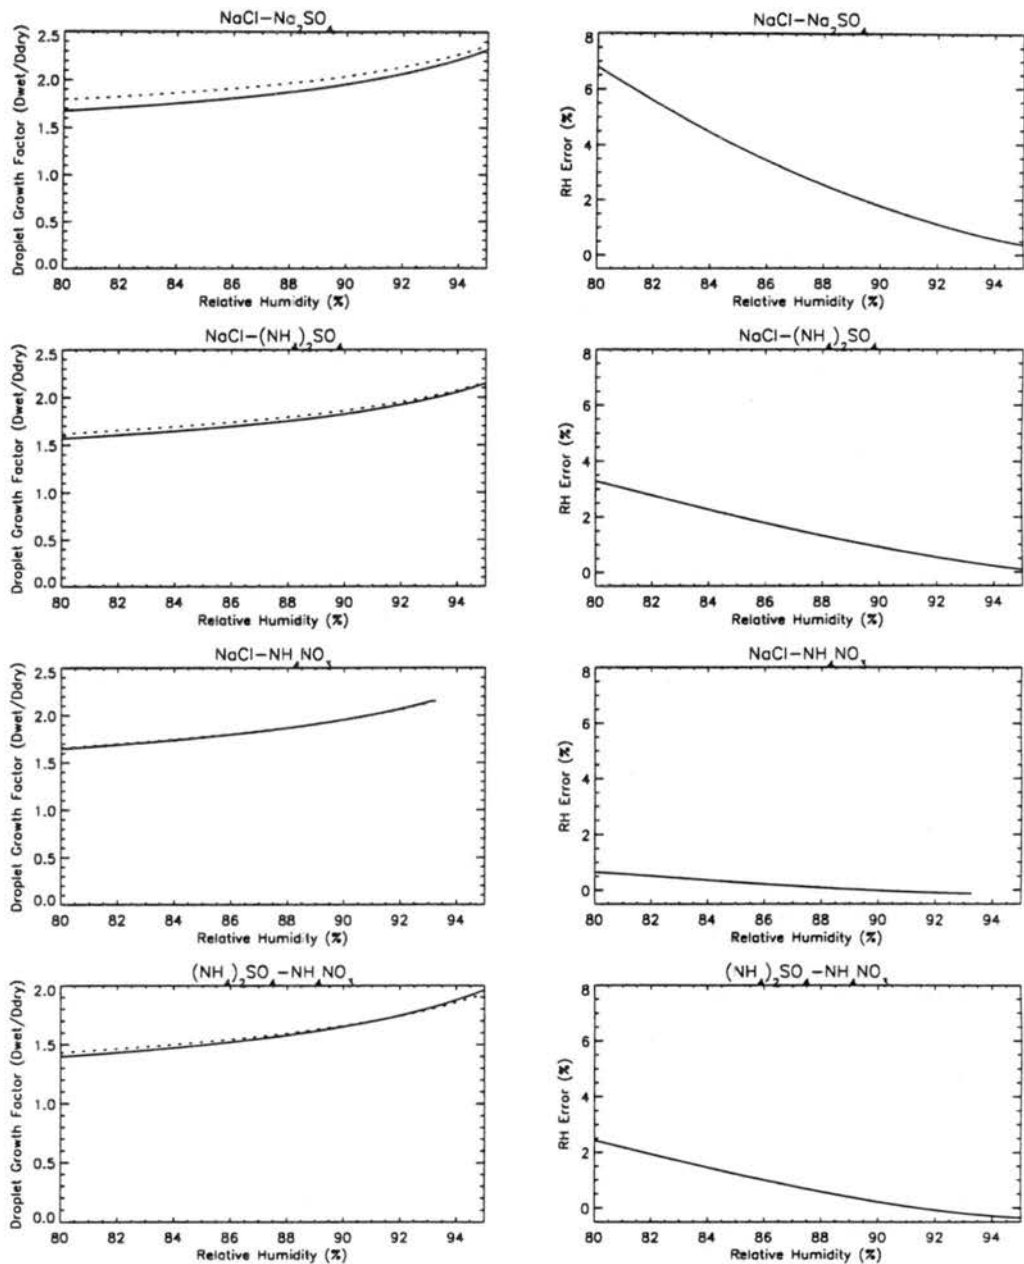 NaCl–Na₂SO₄
2.5
2.0
1.5
1.0
0.5
0.0
Droplet Growth Factor (Dwet/Ddry)
80 82 84 86 88 90 92 94
Relative Humidity (%)
NaCl–Na₂SO₄
8
6
4
2
0
RH Error (%)
80 82 84 86 88 90 92 94
Relative Humidity (%)
NaCl–(NH₄)₂SO₄
2.5
2.0
1.5
1.0
0.5
0.0
Droplet Growth Factor (Dwet/Ddry)
80 82 84 86 88 90 92 94
Relative Humidity (%)
NaCl–(NH₄)₂SO₄
8
6
4
2
0
RH Error (%)
80 82 84 86 88 90 92 94
Relative Humidity (%)
NaCl–NH₄NO₃
2.5
2.0
1.5
1.0
0.5
0.0
Droplet Growth Factor (Dwet/Ddry)
80 82 84 86 88 90 92 94
Relative Humidity (%)
NaCl–NH₄NO₃
8
6
4
2
0
RH Error (%)
80 82 84 86 88 90 92 94
Relative Humidity (%)
(NH₄)₂SO₄–NH₄NO₃
2.0
1.5
1.0
0.5
0.0
Droplet Growth Factor (Dwet/Ddry)
80 82 84 86 88 90 92 94
Relative Humidity (%)
(NH₄)₂SO₄–NH₄NO₃
8
6
4
2
0
RH Error (%)
80 82 84 86 88 90 92 94
Relative Humidity (%)